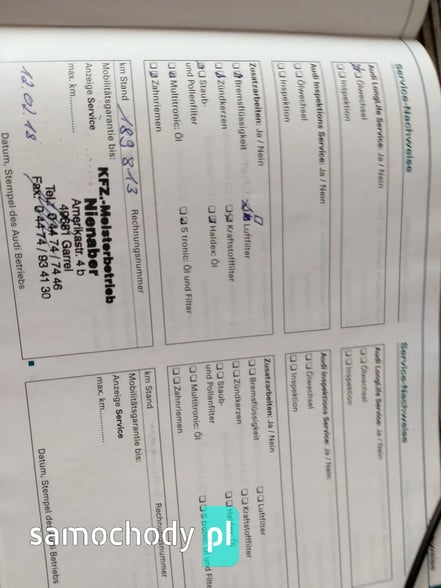 Service-Nachweise
Audi LongLife Service: Ja / Nein
Ölwechsel
Inspektion
Audi Inspektions Service: Ja / Nein
Ölwechsel
Inspektion
Zusatzarbeiten: Ja / Nein
Bremsflüssigkeit
Luftfilter
Zündkerzen
Kraftstofffilter
Staub-
und Pollenfilter
Haldex: Öl
Multitronic: Öl
S tronic: Öl und Filter
Zahnriemen
km Stand 189 813
Rechnungsnummer
Mobilitätsgarantie bis:
Anzeige Service
max. km
KFZ.-Meisterbetrieb
Nienaber
Amerikastr. 4 b
49681 Garrel
Tel. 0 44 74 / 74 46
Fax. 0 44 74 / 93 41 30
12.02.18
Datum, Stempel des Audi Betriebs
Service-Nachweise
Audi LongLife Service: Ja / Nein
Ölwechsel
Inspektion
Audi Inspektions Service: Ja / Nein
Ölwechsel
Inspektion
Zusatzarbeiten: Ja / Nein
Bremsflüssigkeit
Luftfilter
Zündkerzen
Kraftstofffilter
Staub-
und Pollenfilter
Multitronic: Öl
S tronic: Öl und Filter
Zahnriemen
km Stand
Mobilitätsgarantie bis:
Anzeige Service
max. km
Datum, Stempel des Audi Betriebs
samochody pl